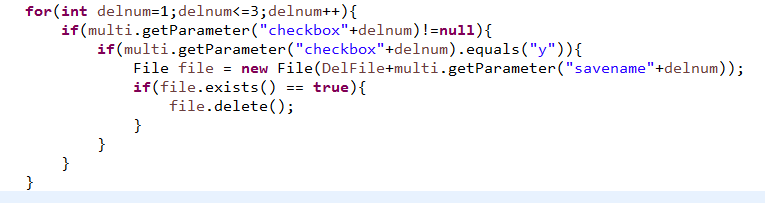 for(int delnum=1;delnum<=3;delnum++){
if(multi.getParameter("checkbox"+delnum)!=null){
if(multi.getParameter("checkbox"+delnum).equals("y")){
File file = new File(DelFile+multi.getParameter("savename"+delnum));
if(file.exists() == true){
file.delete();
}
}
}
}